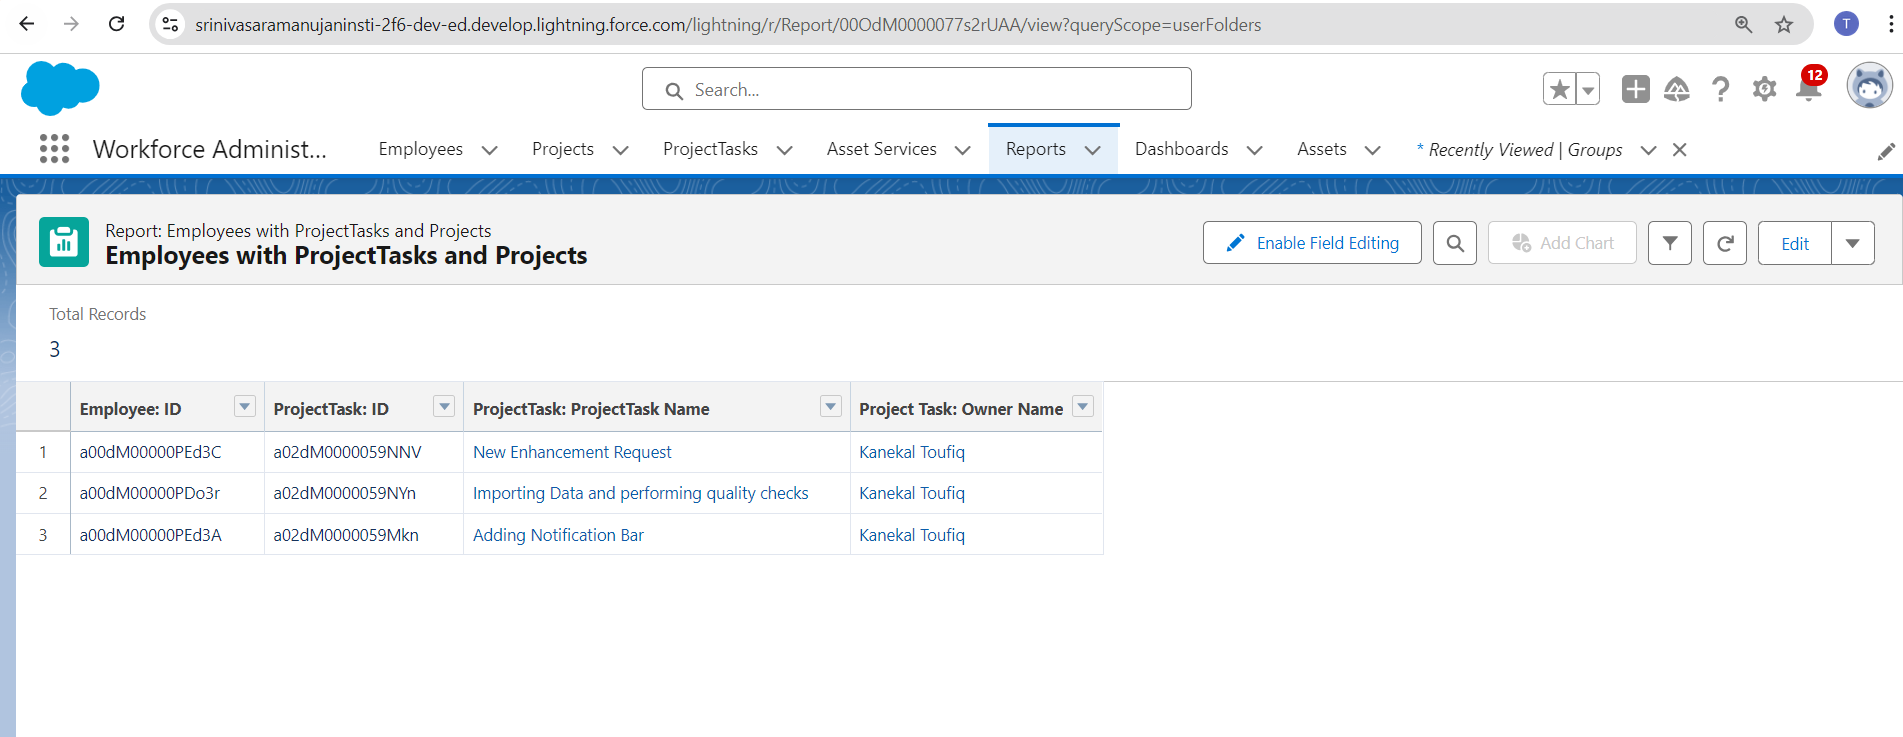 srinivasaramanujaninsti-2f6-dev-ed.develop.lightning.force.com/lightning/r/Report/00OdM0000077s2rUAA/view?queryScope=userFolders
T
Search...
12
Workforce Administ...
Employees
Projects
ProjectTasks
Asset Services
Reports
Dashboards
Assets
* Recently Viewed | Groups
Report: Employees with ProjectTasks and Projects
Employees with ProjectTasks and Projects
Enable Field Editing
Add Chart
Edit
Total Records
3
Employee: ID ProjectTask: ID ProjectTask: ProjectTask Name Project Task: Owner Name
1 a00dM00000PEd3C a02dM0000059NNV New Enhancement Request Kanekal Toufiq
2 a00dM00000PDo3r a02dM0000059NYn Importing Data and performing quality checks Kanekal Toufiq
3 a00dM00000PEd3A a02dM0000059Mkn Adding Notification Bar Kanekal Toufiq